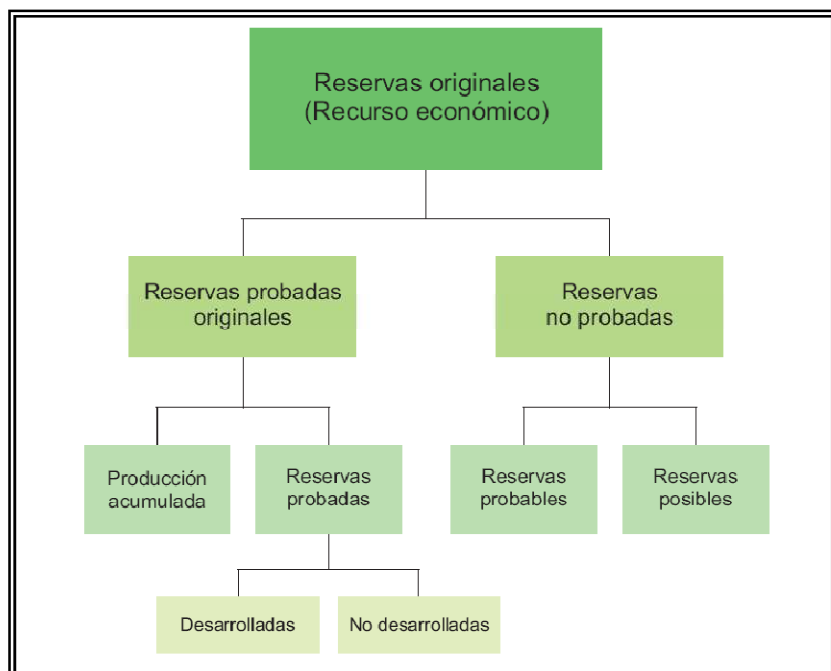 Reservas originales
(Recurso económico)
Reservas probadas
originales
Reservas
no probadas
Producción
acumulada
Reservas
probadas
Reservas
probables
Reservas
posibles
Desarrolladas
No desarrolladas